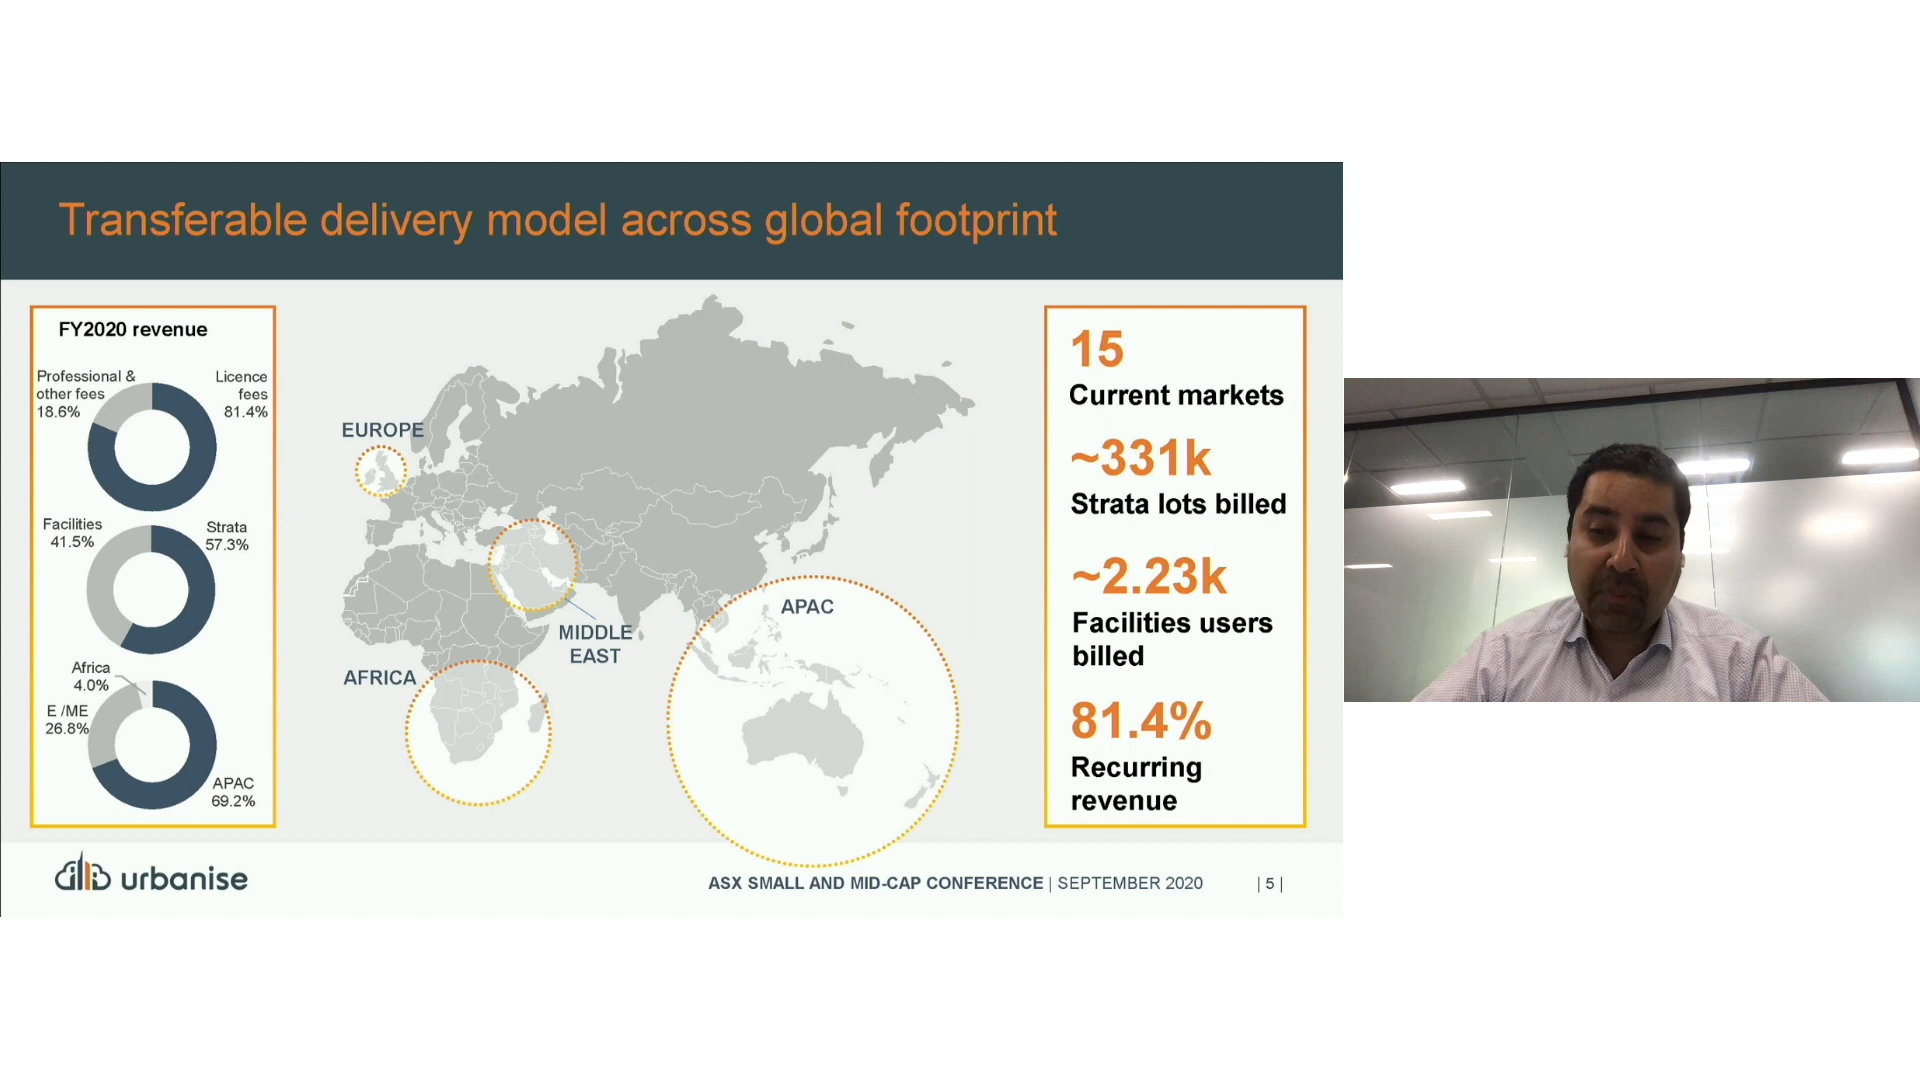 Transferable delivery model across global footprint
FY2020 revenue
Professional &
other fees
18.6%
Licence
fees
81.4%
Facilities
41.5%
Strata
57.3%
Africa
4.0%
E /ME
26.8%
APAC
69.2%
EUROPE
MIDDLE
EAST
AFRICA
APAC
15
Current markets
~331k
Strata lots billed
~2.23k
Facilities users
billed
81.4%
Recurring
revenue
urbanise
ASX SMALL AND MID-CAP CONFERENCE | SEPTEMBER 2020 | 5 |